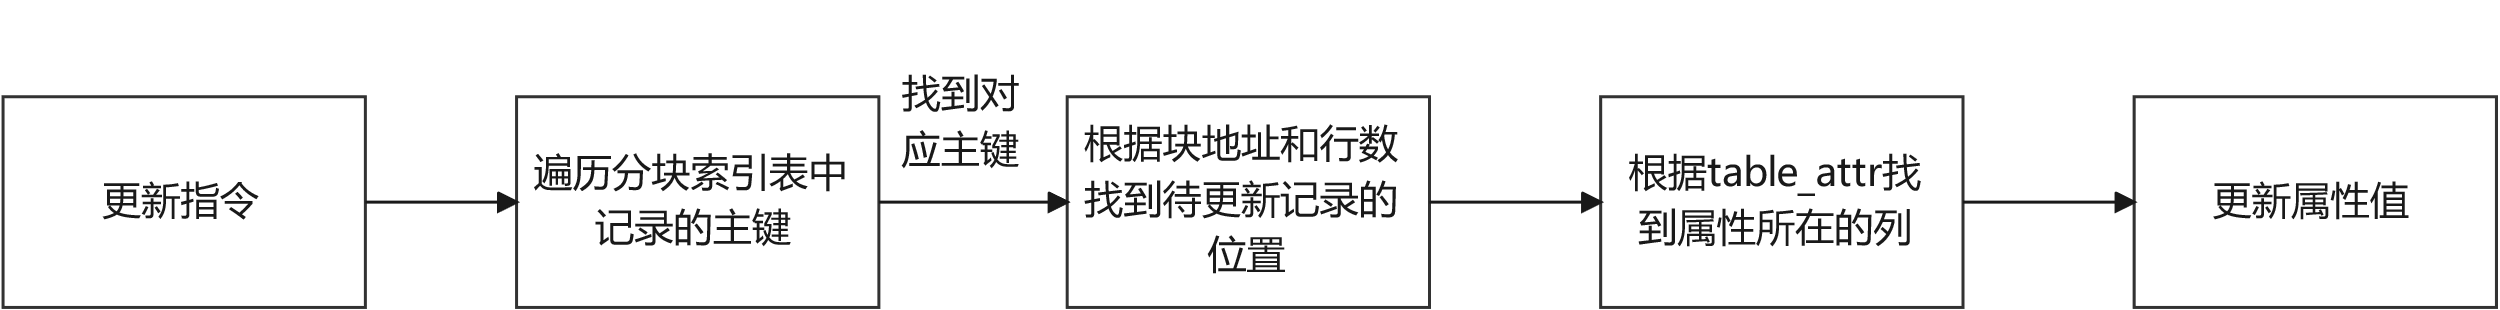 更新指令
遍历索引表中
记录的主键
找到对
应主键
根据块地址和行数
找到待更新记录的
位置
根据table_attr找
到属性所在的列
更新属性值